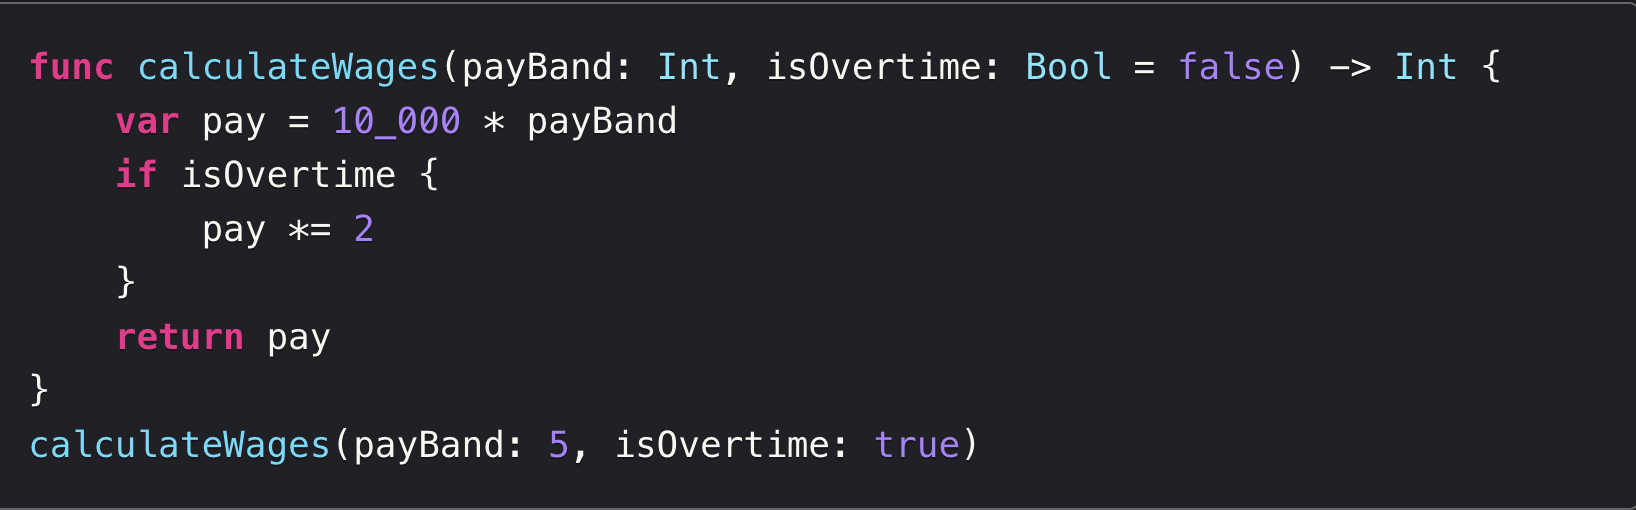 func calculateWages(payBand: Int, isOvertime: Bool = false) -> Int {
    var pay = 10_000 * payBand
    if isOvertime {
        pay *= 2
    }
    return pay
}
calculateWages(payBand: 5, isOvertime: true)